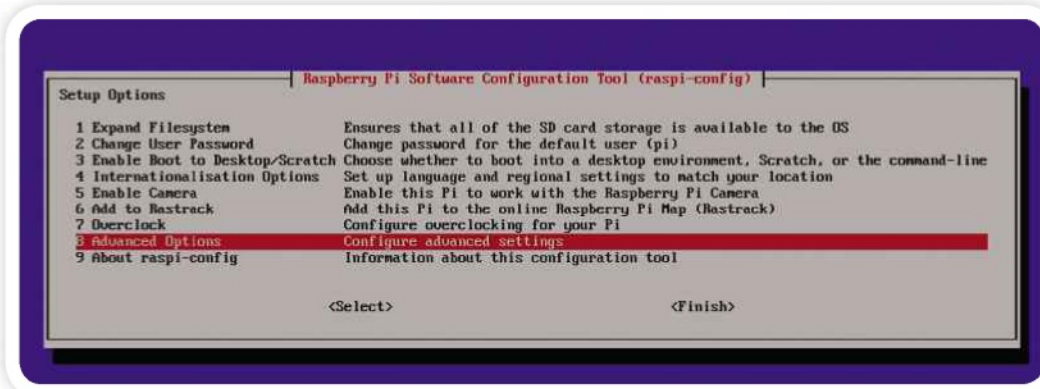 Raspberry Pi Software Configuration Tool (raspi-config)
Setup Options
1 Expand Filesystem Ensures that all of the SD card storage is available to the OS
2 Change User Password Change password for the default user (pi)
3 Enable Boot to Desktop/Scratch Choose whether to boot into a desktop environment, Scratch, or the command-line
4 Internationalisation Options Set up language and regional settings to match your location
5 Enable Camera Enable this Pi to work with the Raspberry Pi Camera
6 Add to Rastrack Add this Pi to the online Raspberry Pi Map (Rastrack)
7 Overclock Configure overclocking for your Pi
8 Advanced Options Configure advanced settings
9 About raspi-config Information about this configuration tool
<Select> <Finish>